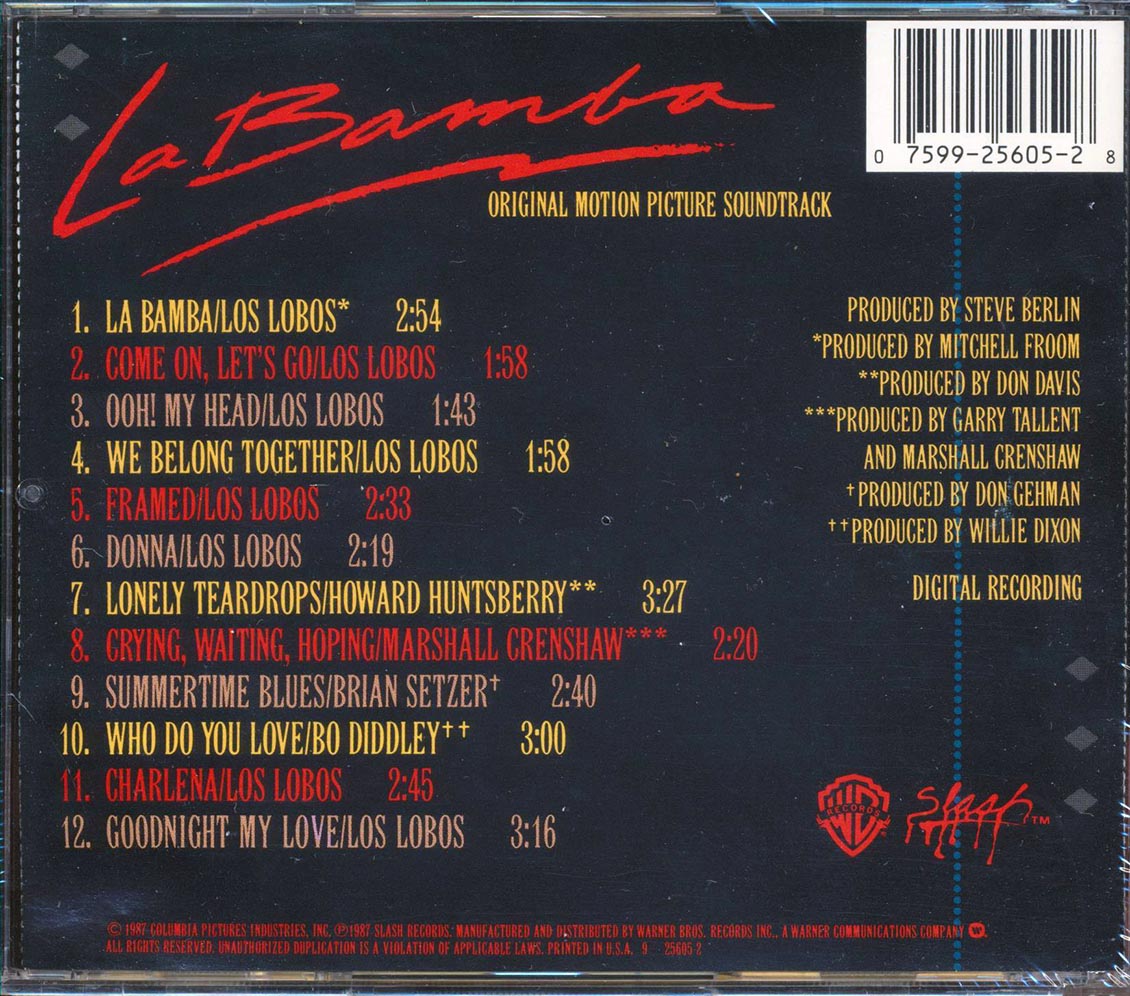 La Bamba
ORIGINAL MOTION PICTURE SOUNDTRACK
0 7599-25605-2 8
1. LA BAMBA/LOS LOBOS* 2:54
2. COME ON, LET'S GO/LOS LOBOS 1:58
3. OOH! MY HEAD/LOS LOBOS 1:43
4. WE BELONG TOGETHER/LOS LOBOS 1:58
5. FRAMED/LOS LOBOS 2:33
6. DONNA/LOS LOBOS 2:19
7. LONELY TEARDROPS/HOWARD HUNTSBERRY** 3:27
8. CRYING, WAITING, HOPING/MARSHALL CRENSHAW*** 2:20
9. SUMMERTIME BLUES/BRIAN SETZER† 2:40
10. WHO DO YOU LOVE/BO DIDDLEY†† 3:00
11. CHARLENA/LOS LOBOS 2:45
12. GOODNIGHT MY LOVE/LOS LOBOS 3:16
PRODUCED BY STEVE BERLIN
*PRODUCED BY MITCHELL FROOM
**PRODUCED BY DON DAVIS
***PRODUCED BY GARRY TALLENT
AND MARSHALL CRENSHAW
†PRODUCED BY DON GEHMAN
††PRODUCED BY WILLIE DIXON
DIGITAL RECORDING
WB RECORDS
slash TM
© 1987 COLUMBIA PICTURES INDUSTRIES, INC. ℗1987 SLASH RECORDS. MANUFACTURED AND DISTRIBUTED BY WARNER BROS. RECORDS INC., A WARNER COMMUNICATIONS COMPANY
ALL RIGHTS RESERVED. UNAUTHORIZED DUPLICATION IS A VIOLATION OF APPLICABLE LAWS. PRINTED IN U.S.A. 9 25605-2